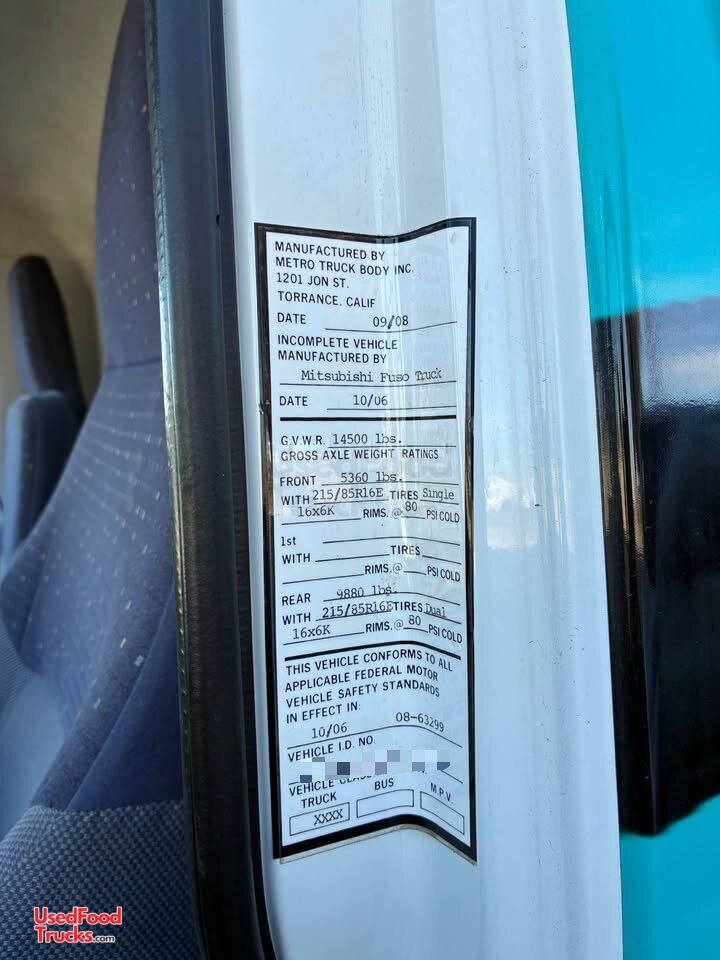 MANUFACTURED BY
METRO TRUCK BODY INC.
1201 JON ST.
TORRANCE, CALIF
DATE 09/08
INCOMPLETE VEHICLE
MANUFACTURED BY
Mitsubishi Fuso Truck
DATE 10/06
G.V.W.R. 14500 lbs.
GROSS AXLE WEIGHT RATINGS
FRONT 5360 lbs.
WITH 215/85R16E TIRES Single
16x6K RIMS.@ 80 PSI COLD
1st
WITH TIRES
RIMS.@ PSI COLD
REAR 9880 lbs.
WITH 215/85R16E TIRES Dual
16x6K RIMS.@ 80 PSI COLD
THIS VEHICLE CONFORMS TO ALL
APPLICABLE FEDERAL MOTOR
VEHICLE SAFETY STANDARDS
IN EFFECT IN:
10/06 08-63299
VEHICLE I.D. NO.
VEHICLE
TRUCK BUS M.P.V.
XXXX
UsedFood
Trucks.com